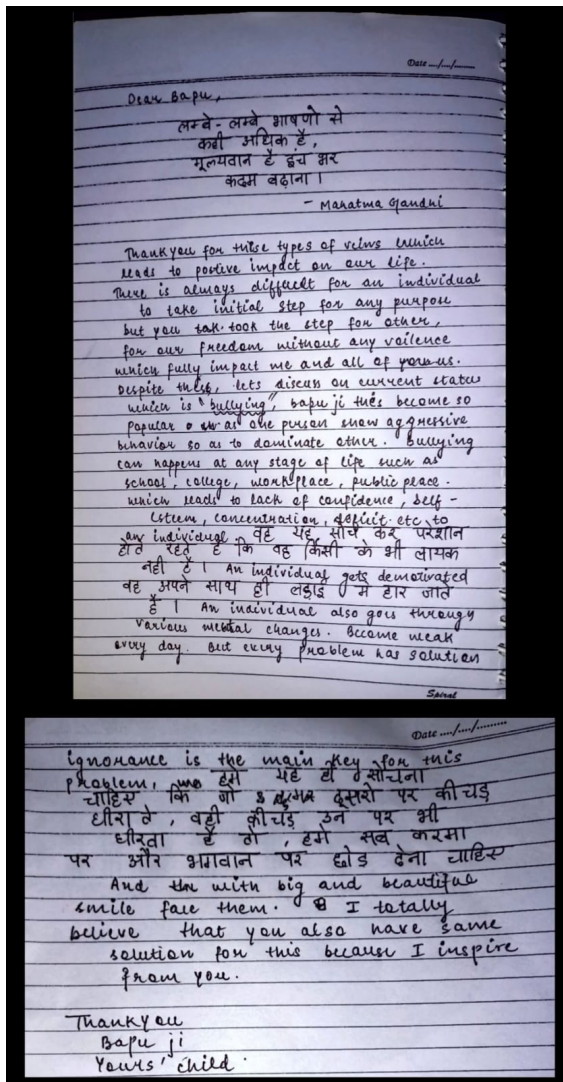 Date .../.../......
Dear Bapu,
लम्बे-लम्बे भाषणो से
कही अधिक है,
मूल्यवान है इंच भर
कदम बढ़ाना।
- Mahatma Gandhi
Thankyou for these types of veiws which
leads to postive impact on our life.
There is always difficult for an individual
to take initial step for any purpose
but you tak took the step for other,
for our freedom without any voilence
which fully impact me and all of us.
Despite this, lets discuss on current status
which is "bullying", bapu ji this become so
popular as one person show aggressive
behavior so as to dominate other. Bullying
can happens at any stage of life such as
school, college, workplace, public peace.
which leads to lack of confidence, self-
Esteem, concentration, deficit etc to
an individual वह यह सोच कर परेशान
होते रहते है कि वह किसी के भी लायक
नही है। An individual gets demotivated
वह अपने साथ ही लड़ाई में हार जाते
है। An individual also goes through
various mental changes. Become weak
every day. But every problem has solution
Spiral
Date .../.../.........
ignorance is the main key for this
problem, हमे यह ही सोचना
चाहिए कि जो दूसरो पर कीचड़
धीरा ते, वही कीचड़ उन पर भी
धीरता है तो, हमे सब करमा
पर और भगवान पर छोड़ देना चाहिए
And with big and beautiful
smile face them. I totally
believe that you also have same
solution for this because I inspire
from you.
Thankyou
Bapu ji
Yours' child.